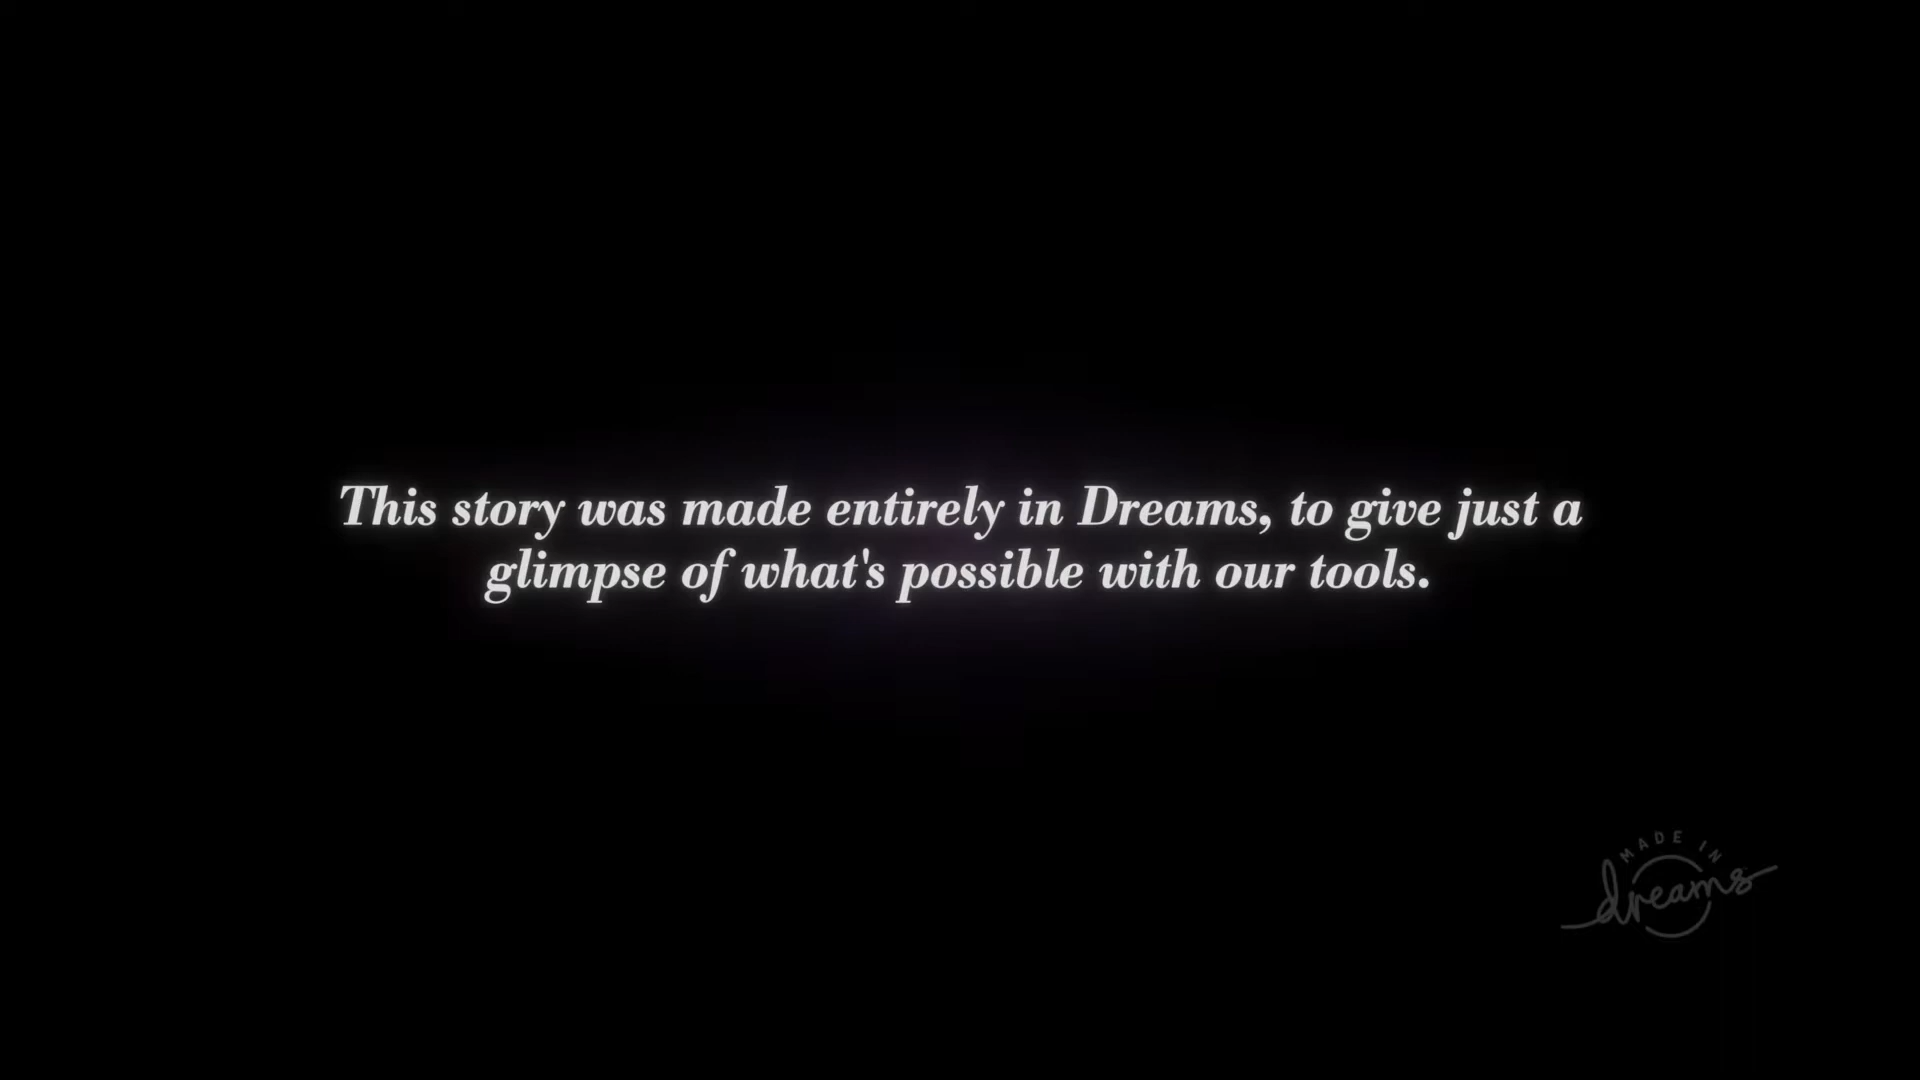 This story was made entirely in Dreams, to give just a
glimpse of what's possible with our tools.
MADE IN
dreams